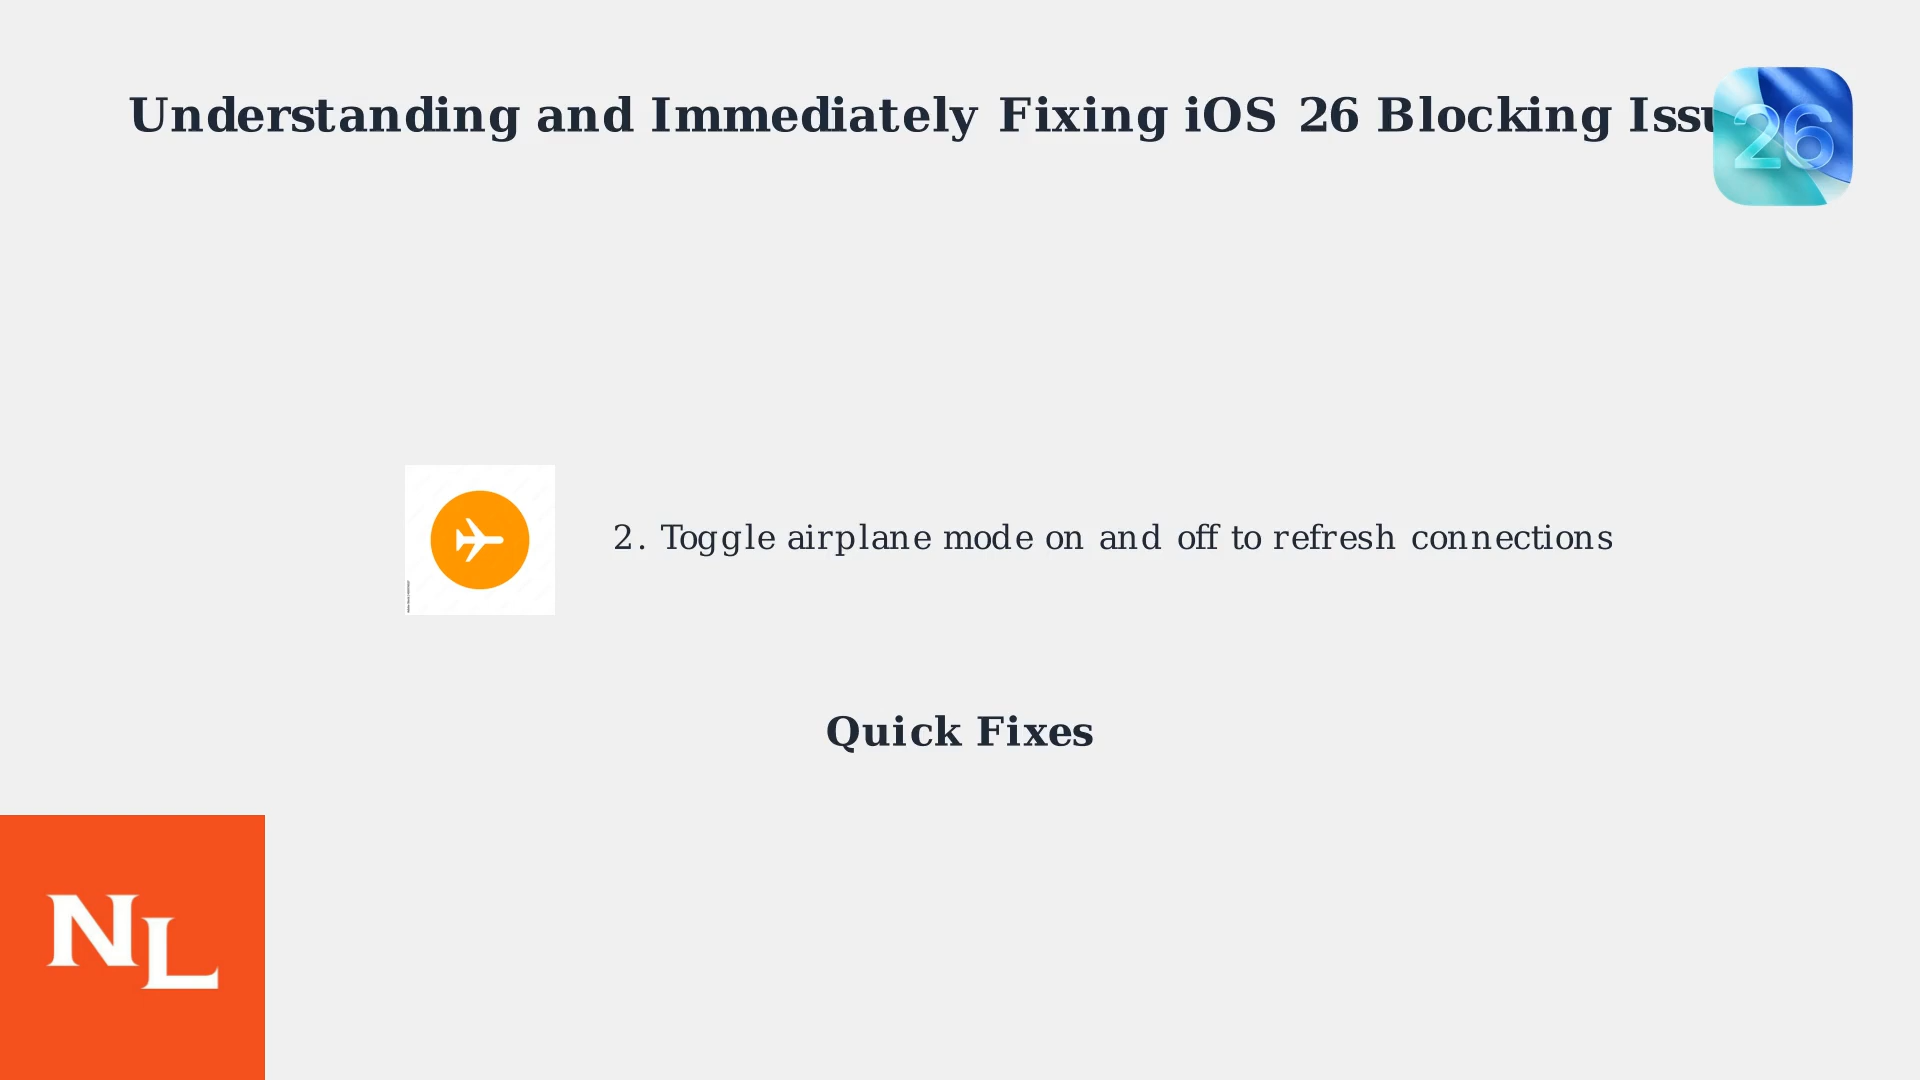 Understanding and Immediately Fixing iOS 26 Blocking
26
2. Toggle airplane mode on and off to refresh connections
Quick Fixes
NL